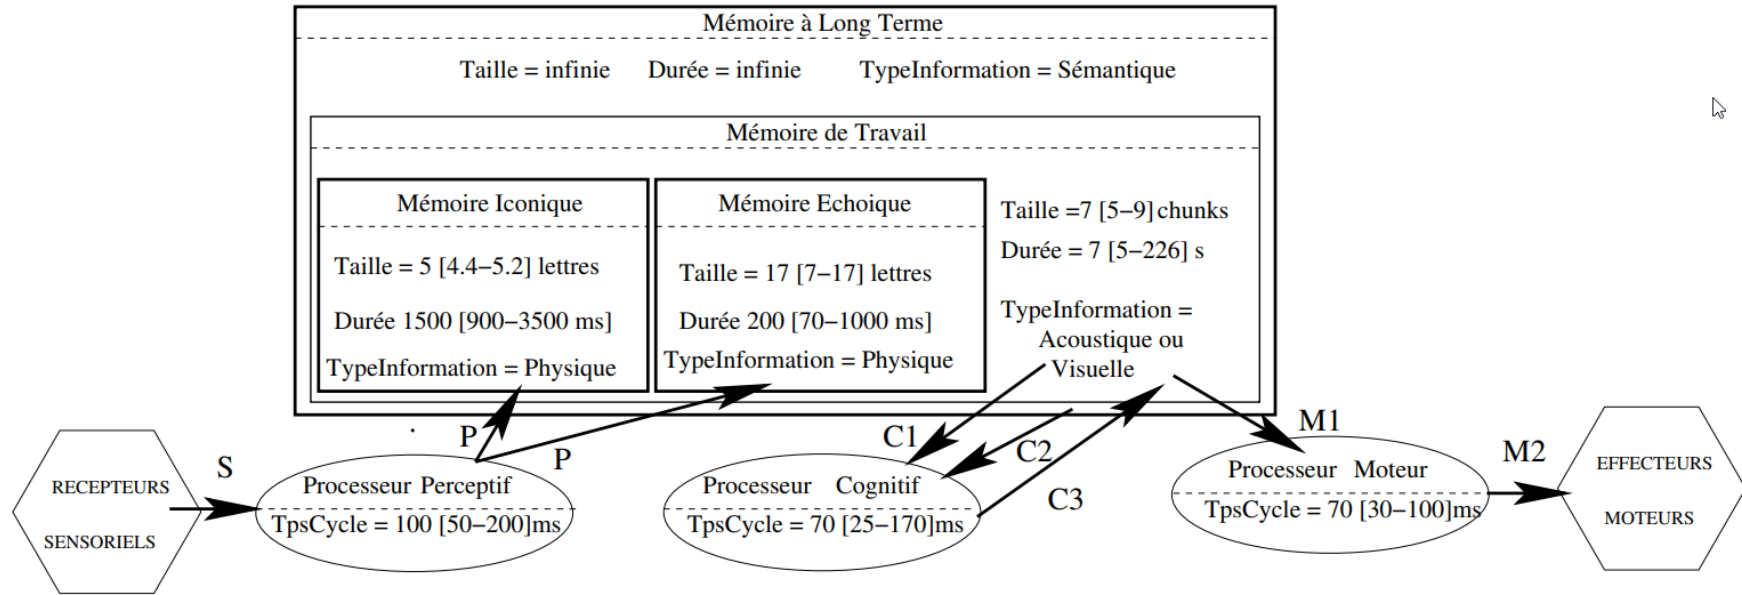 Mémoire à Long Terme
Taille = infinie Durée = infinie TypeInformation = Sémantique
Mémoire de Travail
Mémoire Iconique
Taille = 5 [4.4−5.2] lettres
Durée 1500 [900−3500 ms]
TypeInformation = Physique
Mémoire Echoique
Taille = 17 [7−17] lettres
Durée 200 [70−1000 ms]
TypeInformation = Physique
Taille =7 [5−9] chunks
Durée = 7 [5−226] s
TypeInformation =
Acoustique ou
Visuelle
P
P
C1
C2
C3
M1
M2
S
RECEPTEURS
SENSORIELS
Processeur Perceptif
TpsCycle = 100 [50−200]ms
Processeur Cognitif
TpsCycle = 70 [25−170]ms
Processeur Moteur
TpsCycle = 70 [30−100]ms
EFFECTEURS
MOTEURS